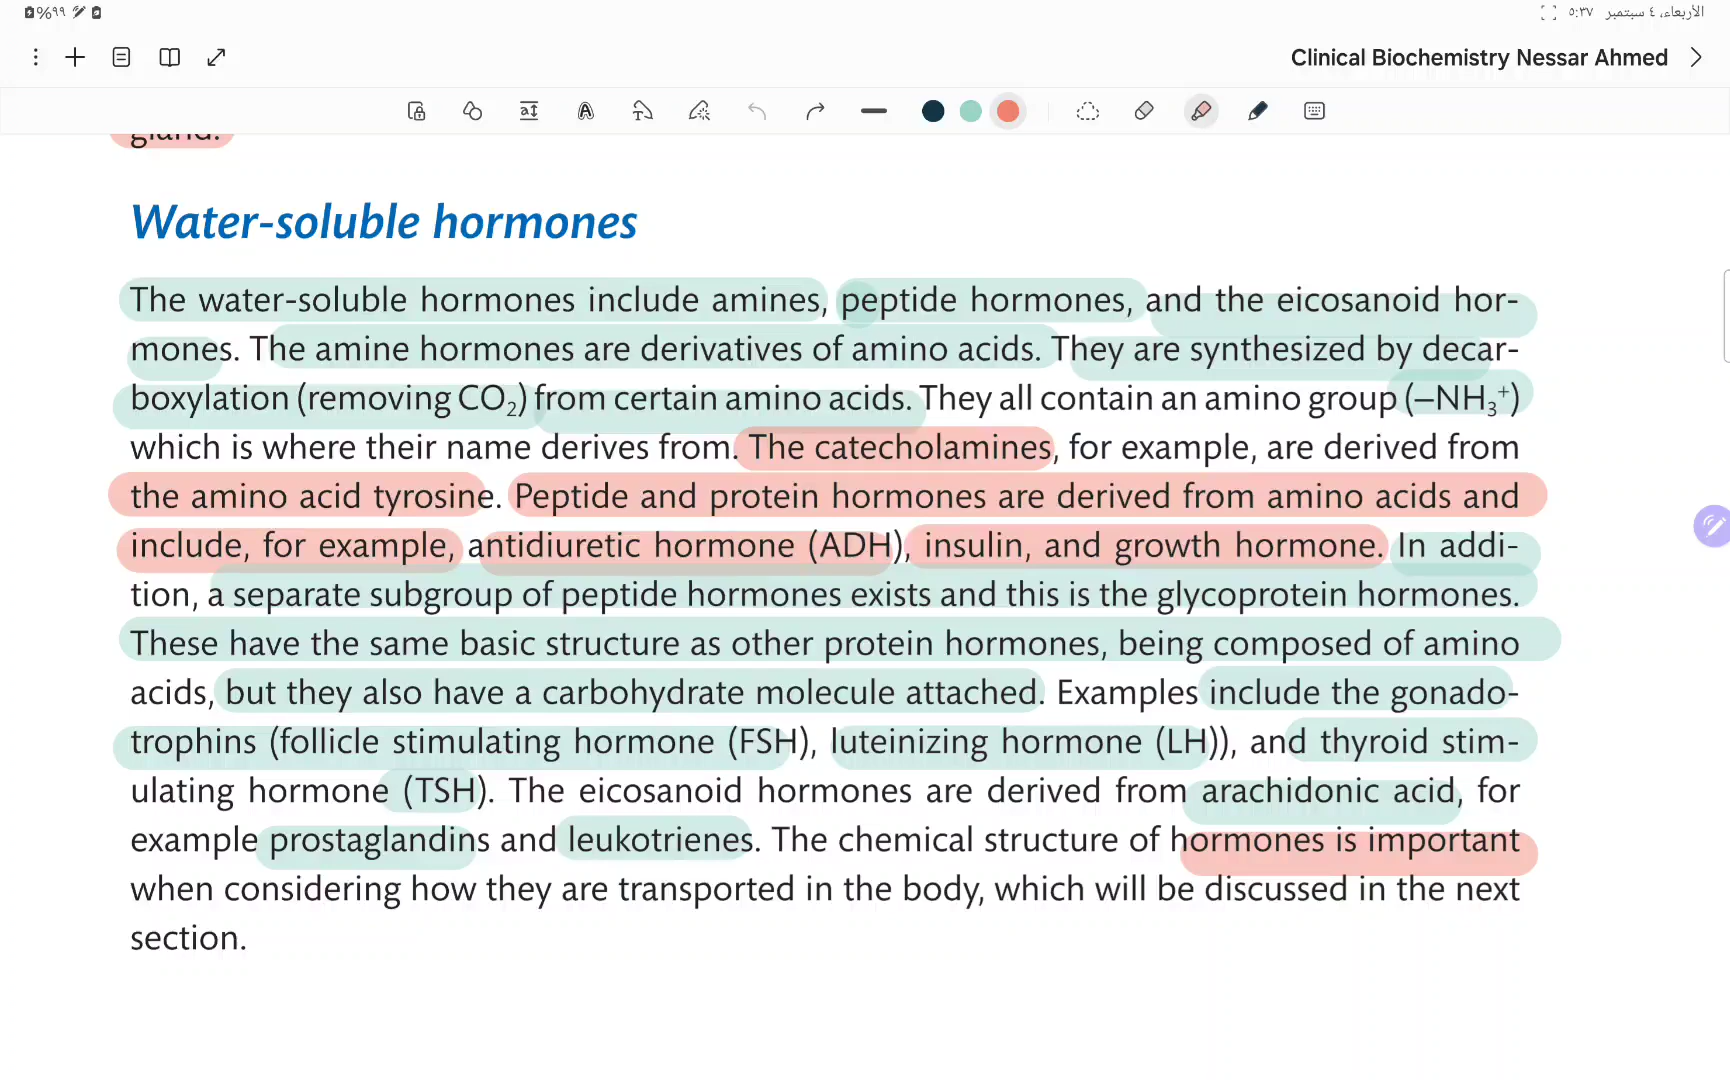 %٩٩
الأربعاء، ٤ سبتمبر ٥:٣٧
Clinical Biochemistry Nessar Ahmed
gland.
Water-soluble hormones
The water-soluble hormones include amines, peptide hormones, and the eicosanoid hor-
mones. The amine hormones are derivatives of amino acids. They are synthesized by decar-
boxylation (removing CO₂) from certain amino acids. They all contain an amino group (–NH₃⁺)
which is where their name derives from. The catecholamines, for example, are derived from
the amino acid tyrosine. Peptide and protein hormones are derived from amino acids and
include, for example, antidiuretic hormone (ADH), insulin, and growth hormone. In addi-
tion, a separate subgroup of peptide hormones exists and this is the glycoprotein hormones.
These have the same basic structure as other protein hormones, being composed of amino
acids, but they also have a carbohydrate molecule attached. Examples include the gonado-
trophins (follicle stimulating hormone (FSH), luteinizing hormone (LH)), and thyroid stim-
ulating hormone (TSH). The eicosanoid hormones are derived from arachidonic acid, for
example prostaglandins and leukotrienes. The chemical structure of hormones is important
when considering how they are transported in the body, which will be discussed in the next
section.